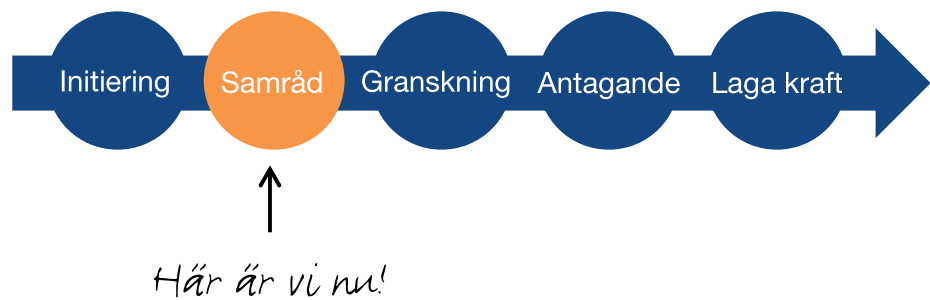 Initiering Samråd Granskning Antagande Laga kraft
Här är vi nu!